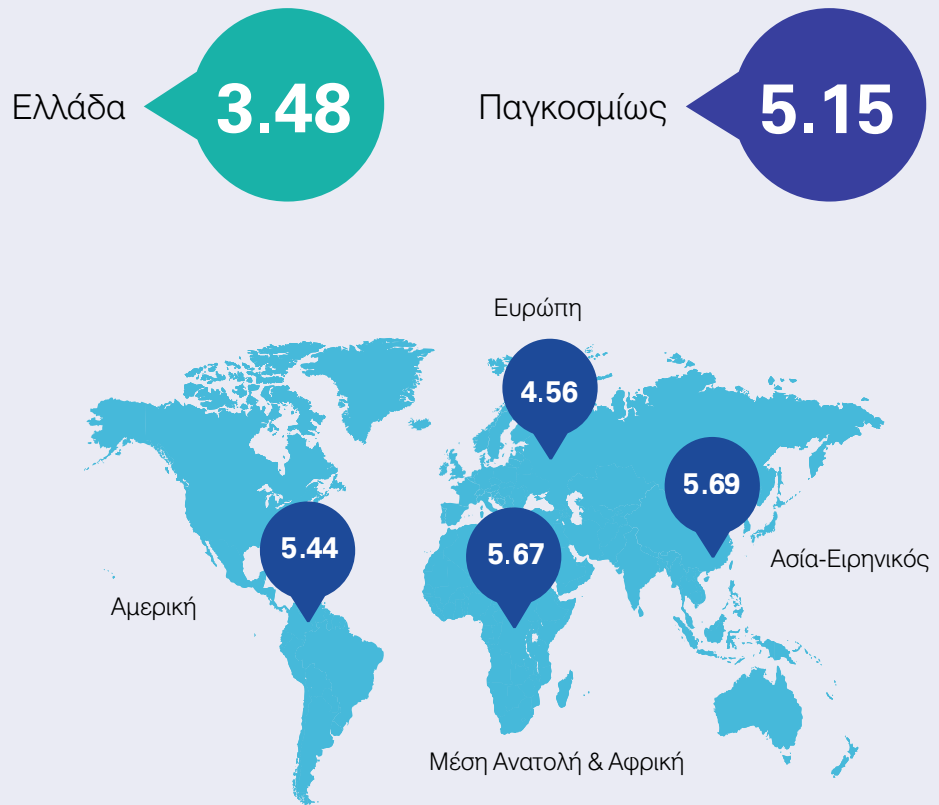 Ελλάδα
3.48
Παγκοσμίως
5.15
Ευρώπη
4.56
5.69
Ασία-Ειρηνικός
5.44
5.67
Αμερική
Μέση Ανατολή & Αφρική